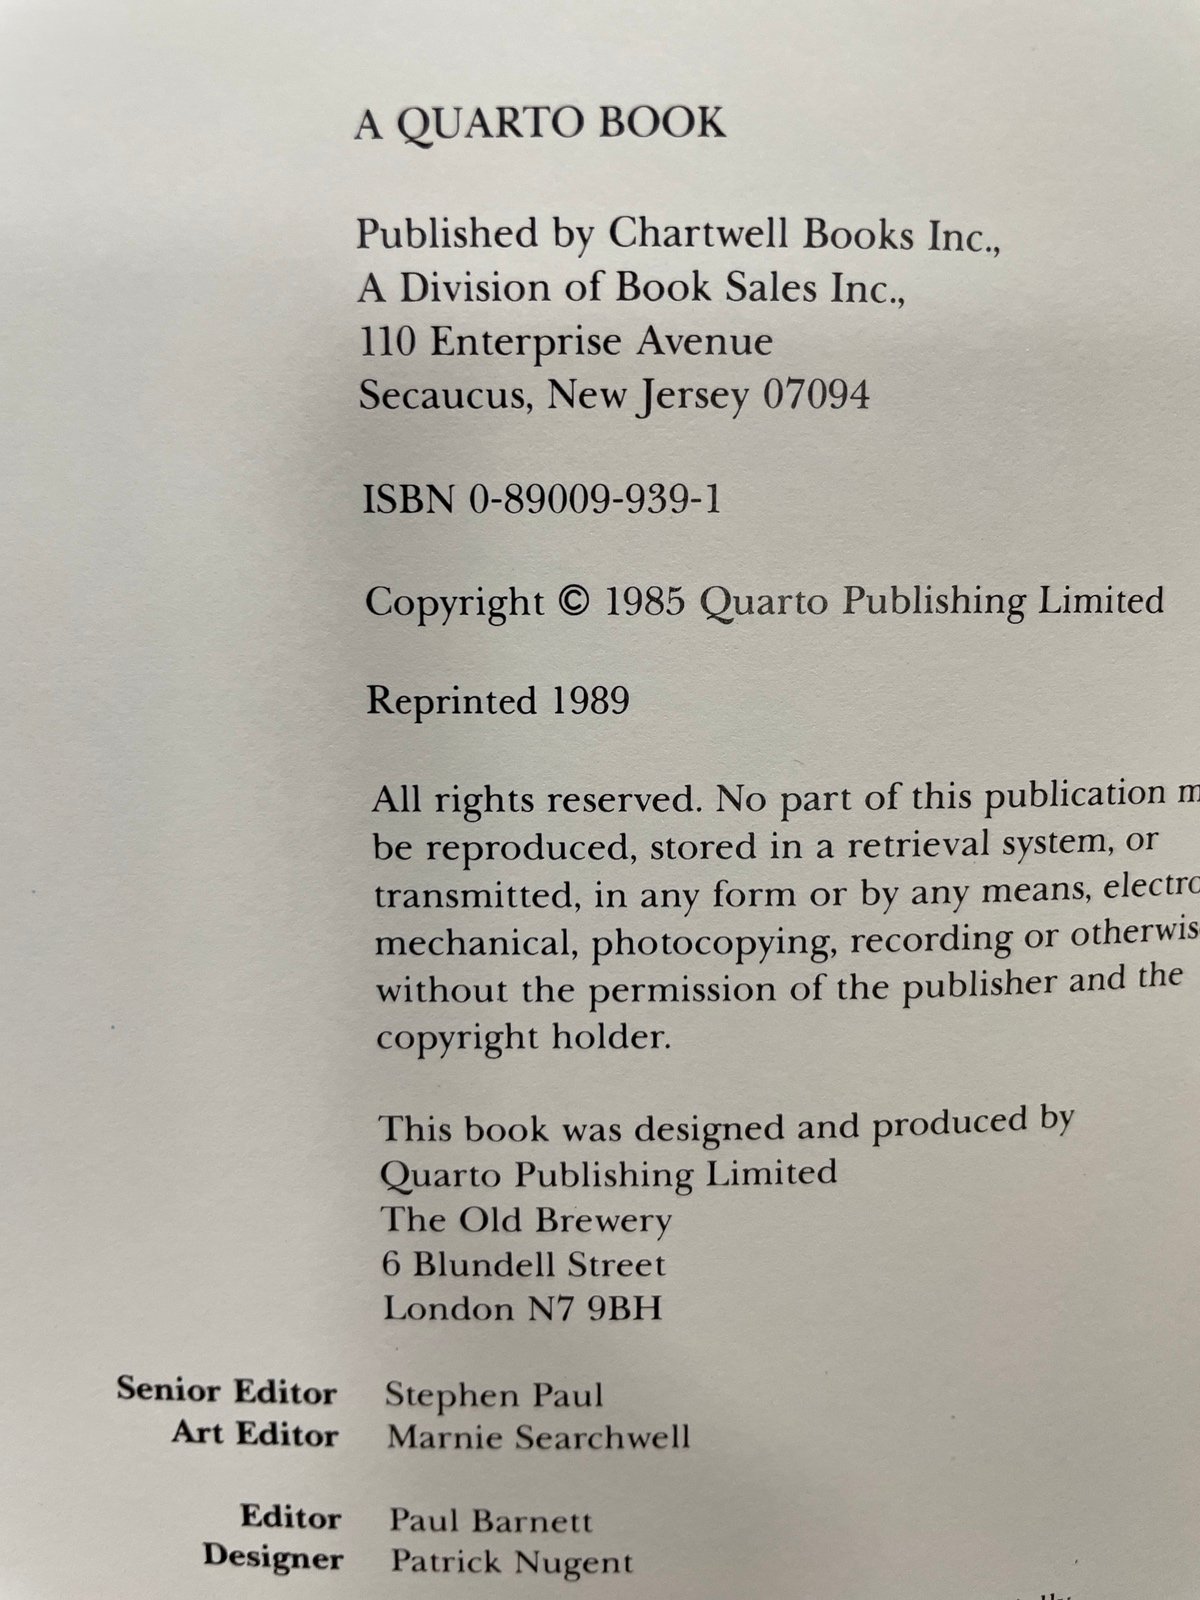 A QUARTO BOOK
Published by Chartwell Books Inc.,
A Division of Book Sales Inc.,
110 Enterprise Avenue
Secaucus, New Jersey 07094
ISBN 0-89009-939-1
Copyright © 1985 Quarto Publishing Limited
Reprinted 1989
All rights reserved. No part of this publication
be reproduced, stored in a retrieval system, or
transmitted, in any form or by any means,
mechanical, photocopying, recording or
without the permission of the publisher and the
copyright holder.
This book was designed and produced by
Quarto Publishing Limited
The Old Brewery
6 Blundell Street
London N7 9BH
Senior Editor Stephen Paul
Art Editor Marnie Searchwell
Editor Paul Barnett
Designer Patrick Nugent